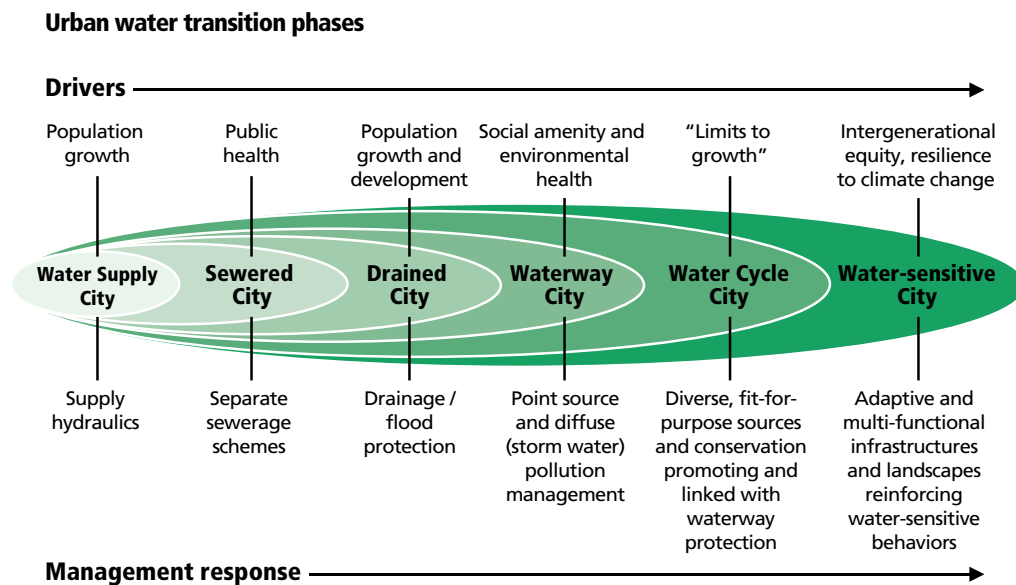 Urban water transition phases
Drivers
Population
growth
Public
health
Population
growth and
development
Social amenity and
environmental
health
“Limits to
growth”
Intergenerational
equity, resilience
to climate change
Water Supply
City
Sewered
City
Drained
City
Waterway
City
Water Cycle
City
Water-sensitive
City
Supply
hydraulics
Separate
sewerage
schemes
Drainage /
flood
protection
Point source
and diffuse
(storm water)
pollution
management
Diverse, fit-for-
purpose sources
and conservation
promoting and
linked with
waterway
protection
Adaptive and
multi-functional
infrastructures
and landscapes
reinforcing
water-sensitive
behaviors
Management response